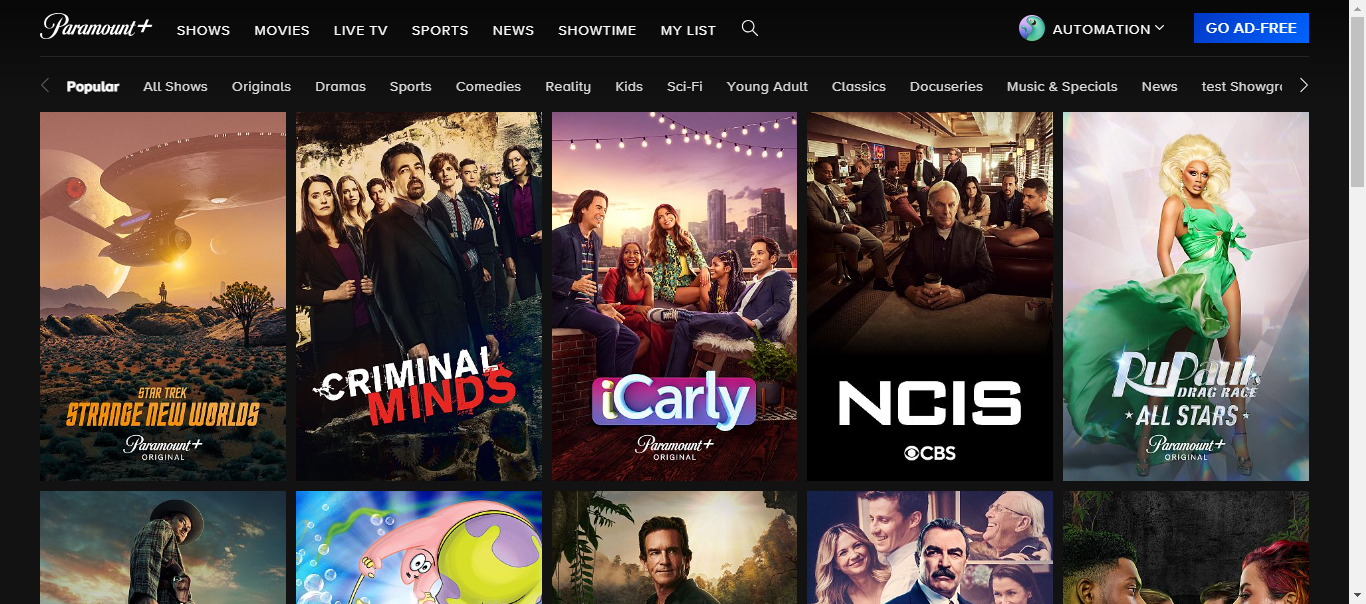 Paramount+ SHOWS MOVIES LIVE TV SPORTS NEWS SHOWTIME MY LIST AUTOMATION GO AD-FREE
Popular All Shows Originals Dramas Sports Comedies Reality Kids Sci-Fi Young Adult Classics Docuseries Music & Specials News test Showgr
STAR TREK
STRANGE NEW WORLDS
Paramount+
ORIGINAL
CRIMINAL
MINDS
iCarly
Paramount+
ORIGINAL
NCIS
CBS
RuPaul's
DRAG RACE
ALL STARS
Paramount+
ORIGINAL